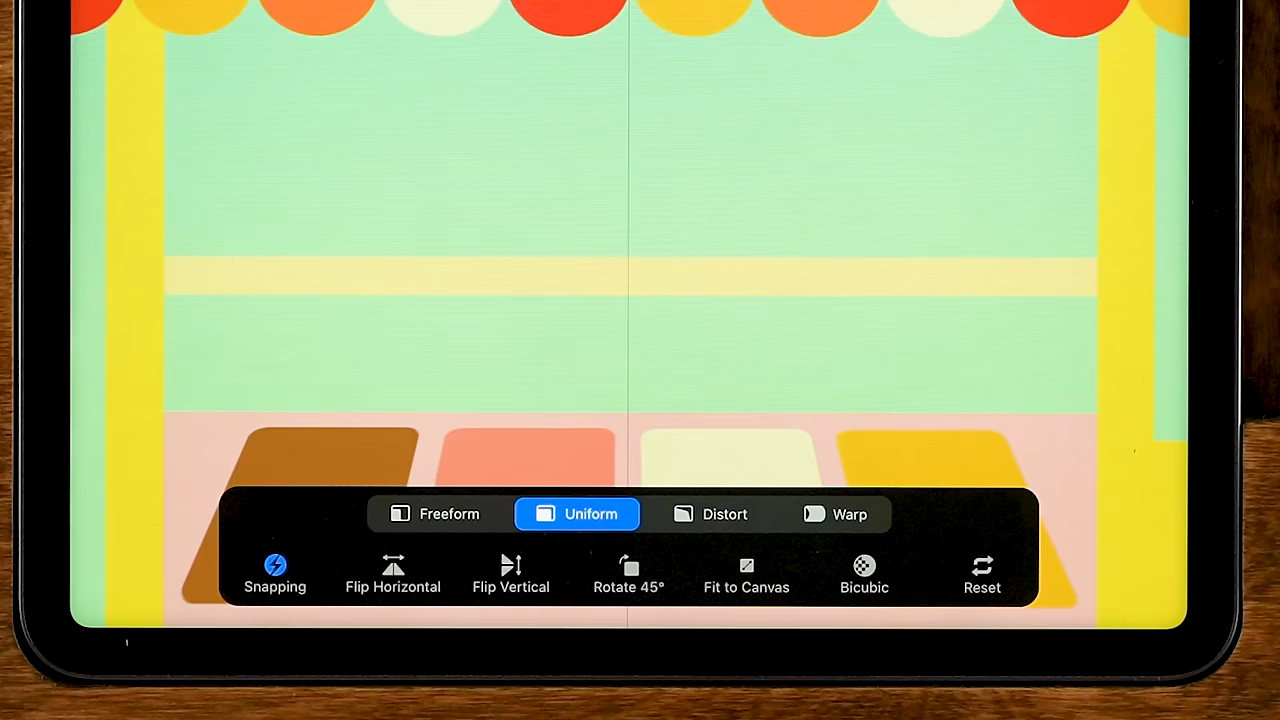 Freeform Uniform Distort Warp
Snapping Flip Horizontal Flip Vertical Rotate 45° Fit to Canvas Bicubic Reset